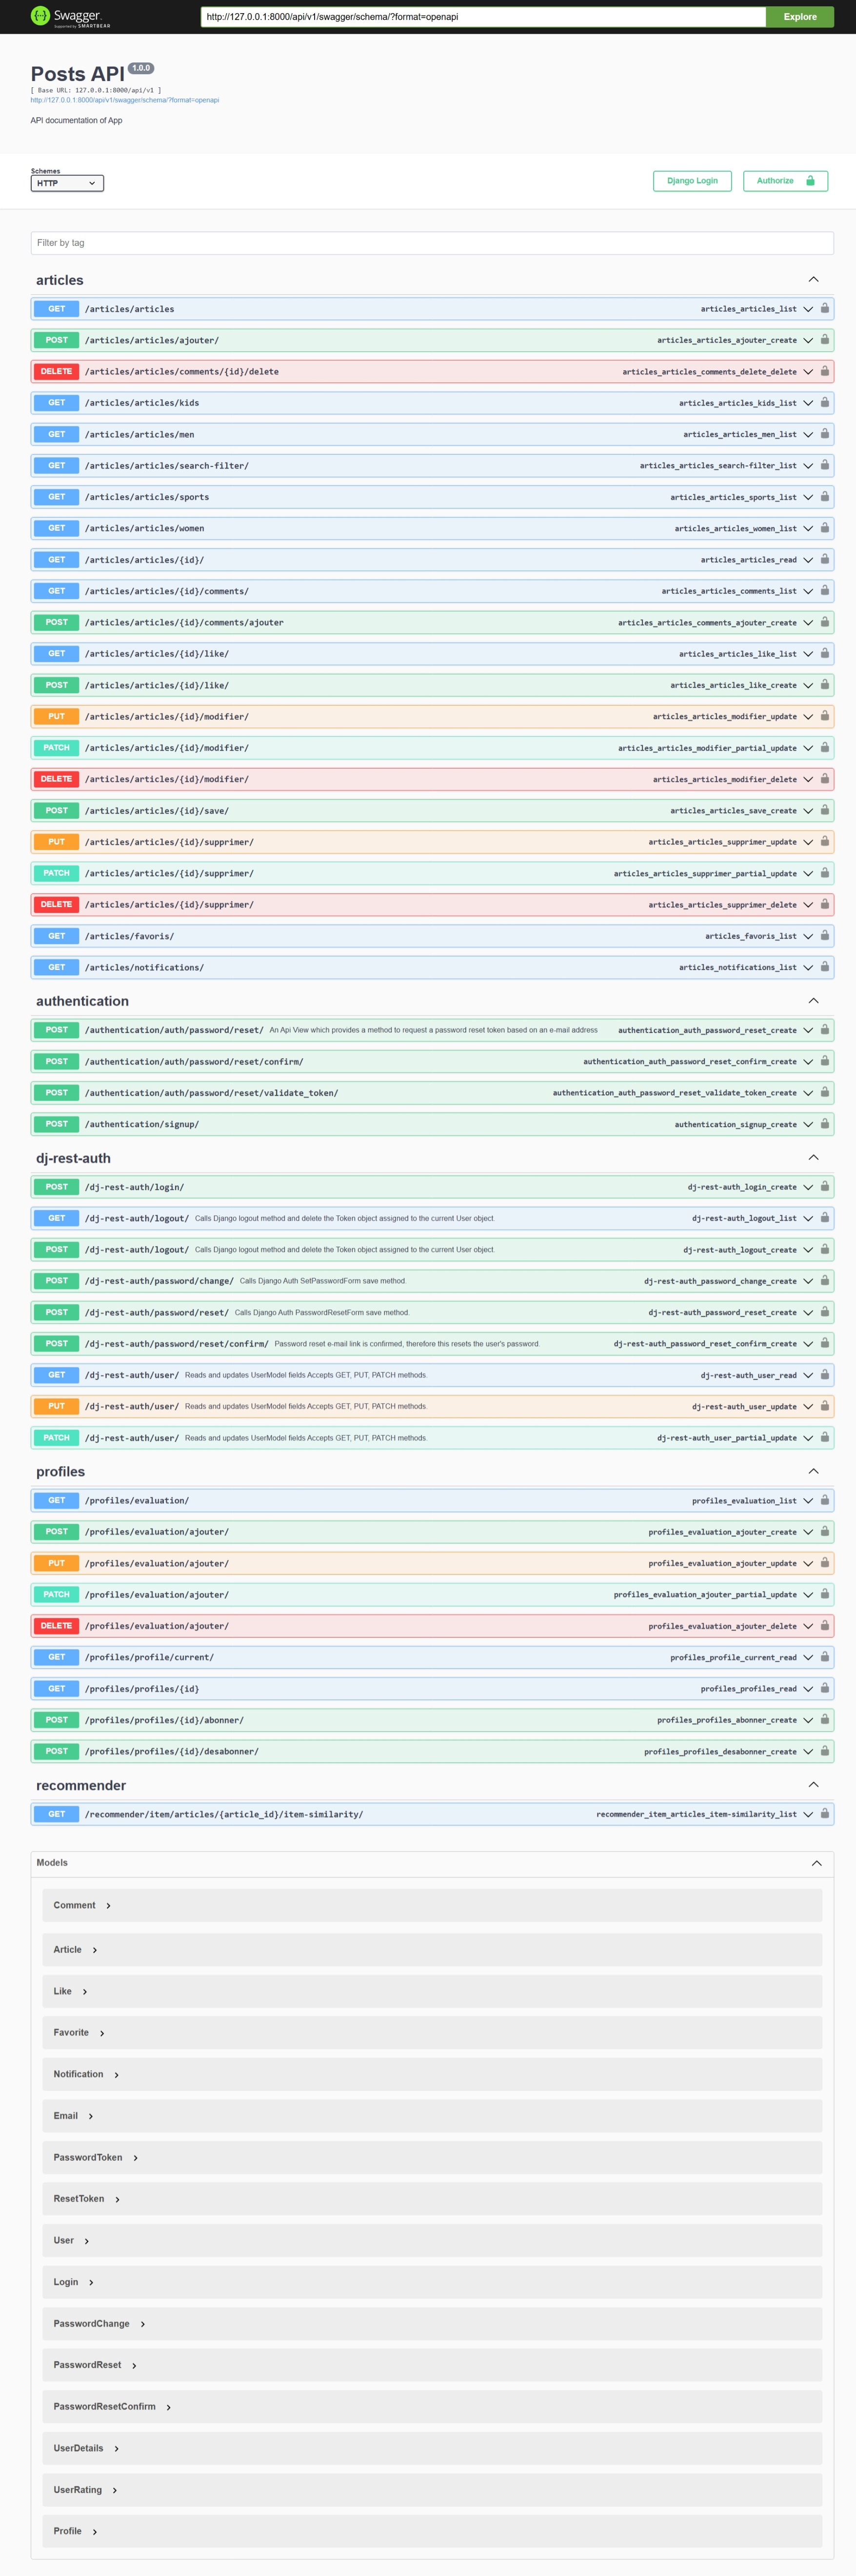 Swagger.
Supported by SMARTBEAR
http://127.0.0.1:8000/api/v1/swagger/schema/?format=openapi
Explore
Posts API 1.0.0
[ Base URL: 127.0.0.1:8000/api/v1 ]
http://127.0.0.1:8000/api/v1/swagger/schema/?format=openapi
API documentation of App
Schemes
HTTP
Django Login
Authorize
Filter by tag
articles
GET /articles/articles articles_articles_list
POST /articles/articles/ajouter/ articles_articles_ajouter_create
DELETE /articles/articles/comments/{id}/delete articles_articles_comments_delete_delete
GET /articles/articles/kids articles_articles_kids_list
GET /articles/articles/men articles_articles_men_list
GET /articles/articles/search-filter/ articles_articles_search-filter_list
GET /articles/articles/sports articles_articles_sports_list
GET /articles/articles/women articles_articles_women_list
GET /articles/articles/{id}/ articles_articles_read
GET /articles/articles/{id}/comments/ articles_articles_comments_list
POST /articles/articles/{id}/comments/ajouter articles_articles_comments_ajouter_create
GET /articles/articles/{id}/like/ articles_articles_like_list
POST /articles/articles/{id}/like/ articles_articles_like_create
PUT /articles/articles/{id}/modifier/ articles_articles_modifier_update
PATCH /articles/articles/{id}/modifier/ articles_articles_modifier_partial_update
DELETE /articles/articles/{id}/modifier/ articles_articles_modifier_delete
POST /articles/articles/{id}/save/ articles_articles_save_create
PUT /articles/articles/{id}/supprimer/ articles_articles_supprimer_update
PATCH /articles/articles/{id}/supprimer/ articles_articles_supprimer_partial_update
DELETE /articles/articles/{id}/supprimer/ articles_articles_supprimer_delete
GET /articles/favoris/ articles_favoris_list
GET /articles/notifications/ articles_notifications_list
authentication
POST /authentication/auth/password/reset/ An Api View which provides a method to request a password reset token based on an e-mail address authentication_auth_password_reset_create
POST /authentication/auth/password/reset/confirm/ authentication_auth_password_reset_confirm_create
POST /authentication/auth/password/reset/validate_token/ authentication_auth_password_reset_validate_token_create
POST /authentication/signup/ authentication_signup_create
dj-rest-auth
POST /dj-rest-auth/login/ dj-rest-auth_login_create
GET /dj-rest-auth/logout/ Calls Django logout method and delete the Token object assigned to the current User object. dj-rest-auth_logout_list
POST /dj-rest-auth/logout/ Calls Django logout method and delete the Token object assigned to the current User object. dj-rest-auth_logout_create
POST /dj-rest-auth/password/change/ Calls Django Auth SetPasswordForm save method. dj-rest-auth_password_change_create
POST /dj-rest-auth/password/reset/ Calls Django Auth PasswordResetForm save method. dj-rest-auth_password_reset_create
POST /dj-rest-auth/password/reset/confirm/ Password reset e-mail link is confirmed, therefore this resets the user's password. dj-rest-auth_password_reset_confirm_create
GET /dj-rest-auth/user/ Reads and updates UserModel fields Accepts GET, PUT, PATCH methods. dj-rest-auth_user_read
PUT /dj-rest-auth/user/ Reads and updates UserModel fields Accepts GET, PUT, PATCH methods. dj-rest-auth_user_update
PATCH /dj-rest-auth/user/ Reads and updates UserModel fields Accepts GET, PUT, PATCH methods. dj-rest-auth_user_partial_update
profiles
GET /profiles/evaluation/ profiles_evaluation_list
POST /profiles/evaluation/ajouter/ profiles_evaluation_ajouter_create
PUT /profiles/evaluation/ajouter/ profiles_evaluation_ajouter_update
PATCH /profiles/evaluation/ajouter/ profiles_evaluation_ajouter_partial_update
DELETE /profiles/evaluation/ajouter/ profiles_evaluation_ajouter_delete
GET /profiles/profile/current/ profiles_profile_current_read
GET /profiles/profiles/{id} profiles_profiles_read
POST /profiles/profiles/{id}/abonner/ profiles_profiles_abonner_create
POST /profiles/profiles/{id}/desabonner/ profiles_profiles_desabonner_create
recommender
GET /recommender/item/articles/{article_id}/item-similarity/ recommender_item_articles_item-similarity_list
Models
Comment
Article
Like
Favorite
Notification
Email
PasswordToken
ResetToken
User
Login
PasswordChange
PasswordReset
PasswordResetConfirm
UserDetails
UserRating
Profile